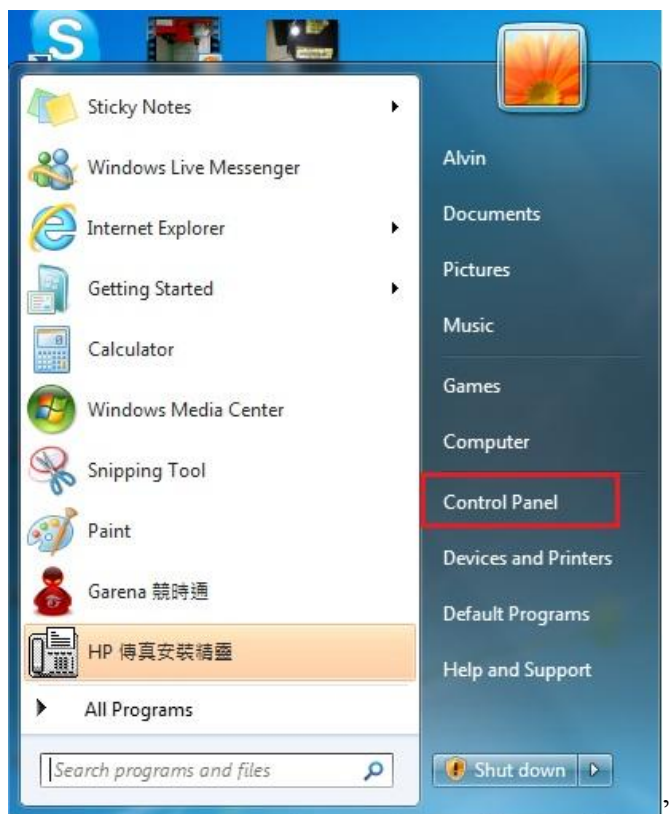 S
Sticky Notes
Windows Live Messenger
Internet Explorer
Getting Started
Calculator
Windows Media Center
Snipping Tool
Paint
Garena 競時通
HP 傳真安裝精靈
All Programs
Search programs and files
Alvin
Documents
Pictures
Music
Games
Computer
Control Panel
Devices and Printers
Default Programs
Help and Support
Shut down
,